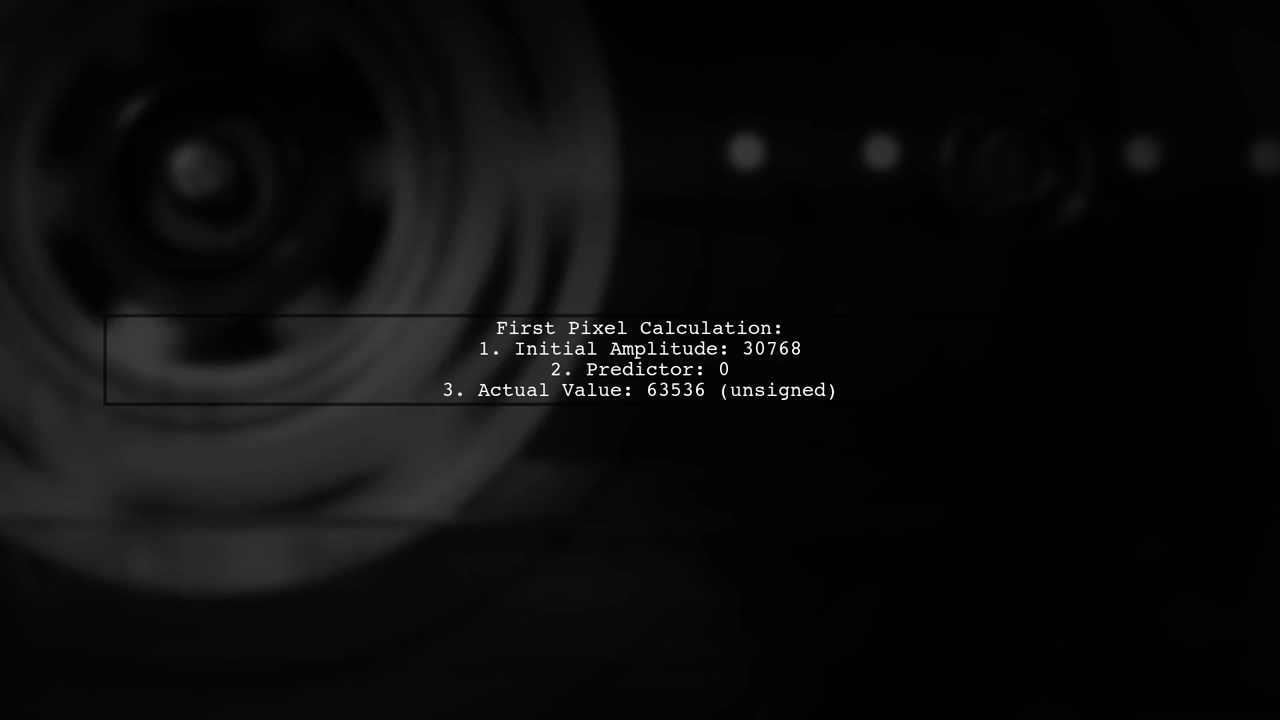 First Pixel Calculation:
1. Initial Amplitude: 30768
2. Predictor: 0
3. Actual Value: 63536 (unsigned)